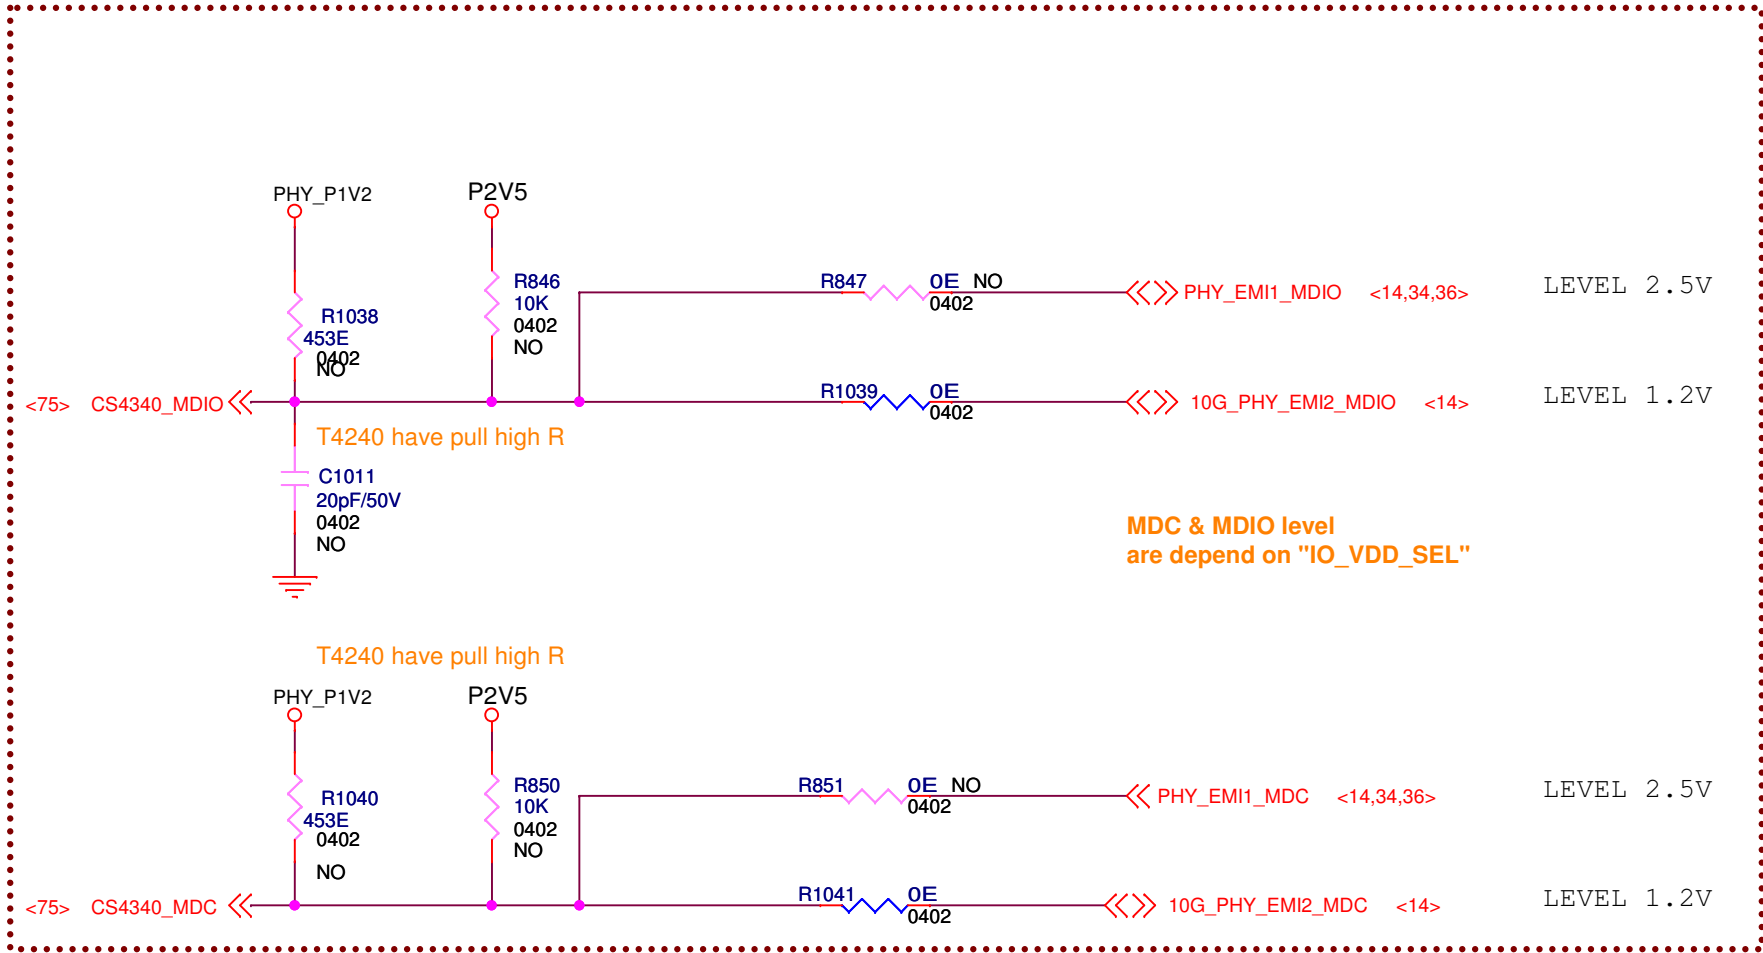 PHY_P1V2
P2V5
R846
10K
0402
NO
R847
0E NO
0402
PHY_EMI1_MDIO <14,34,36>
LEVEL 2.5V
R1038
453E
0402
NO
<75> CS4340_MDIO
R1039
0E
0402
10G_PHY_EMI2_MDIO <14>
LEVEL 1.2V
T4240 have pull high R
C1011
20pF/50V
0402
NO
MDC & MDIO level
are depend on "IO_VDD_SEL"
T4240 have pull high R
PHY_P1V2
P2V5
R1040
453E
0402
NO
R850
10K
0402
NO
R851
0E NO
0402
PHY_EMI1_MDC <14,34,36>
LEVEL 2.5V
<75> CS4340_MDC
R1041
0E
0402
10G_PHY_EMI2_MDC <14>
LEVEL 1.2V